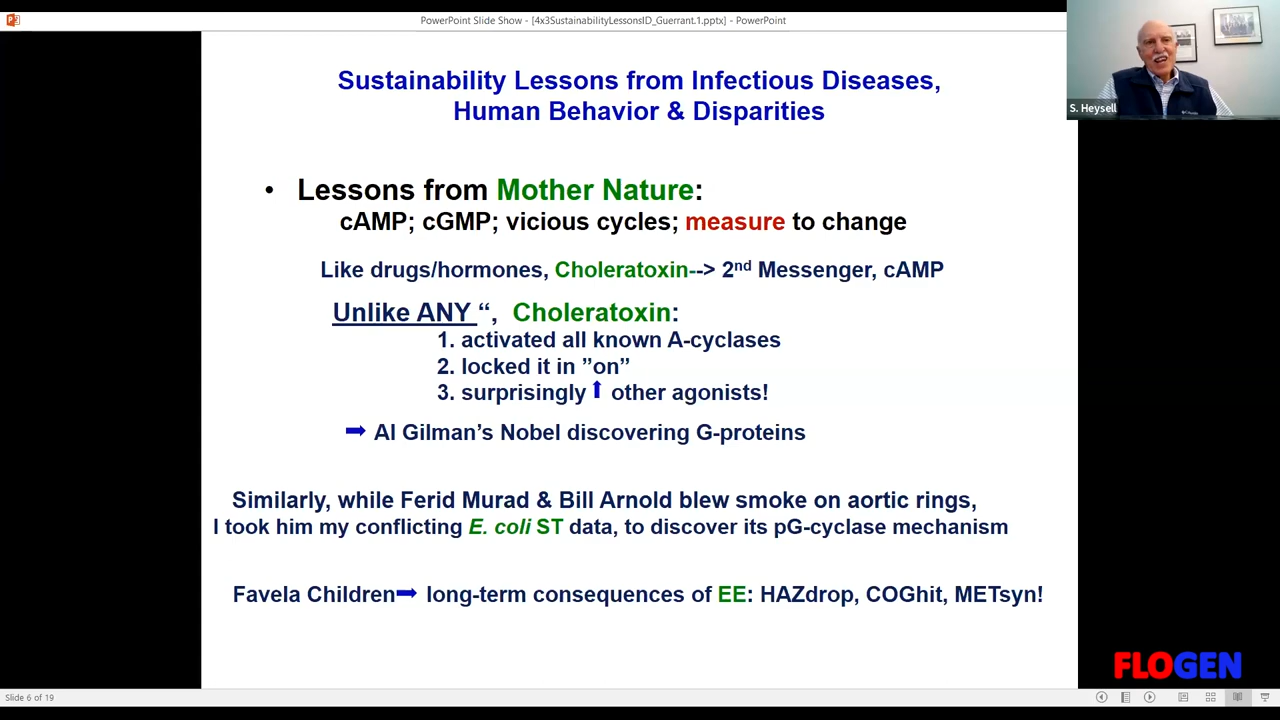 PowerPoint Slide Show - [4x3SustainabilityLessonsID_Guerrant.1.pptx] - PowerPoint
S. Heysell
Sustainability Lessons from Infectious Diseases,
Human Behavior & Disparities
• Lessons from Mother Nature:
cAMP; cGMP; vicious cycles; measure to change
Like drugs/hormones, Choleratoxin--> 2nd Messenger, cAMP
Unlike ANY “, Choleratoxin:
1. activated all known A-cyclases
2. locked it in ”on”
3. surprisingly ⬆ other agonists!
➡ Al Gilman’s Nobel discovering G-proteins
Similarly, while Ferid Murad & Bill Arnold blew smoke on aortic rings,
I took him my conflicting E. coli ST data, to discover its pG-cyclase mechanism
Favela Children➡ long-term consequences of EE: HAZdrop, COGhit, METsyn!
FLOGEN
Slide 6 of 19